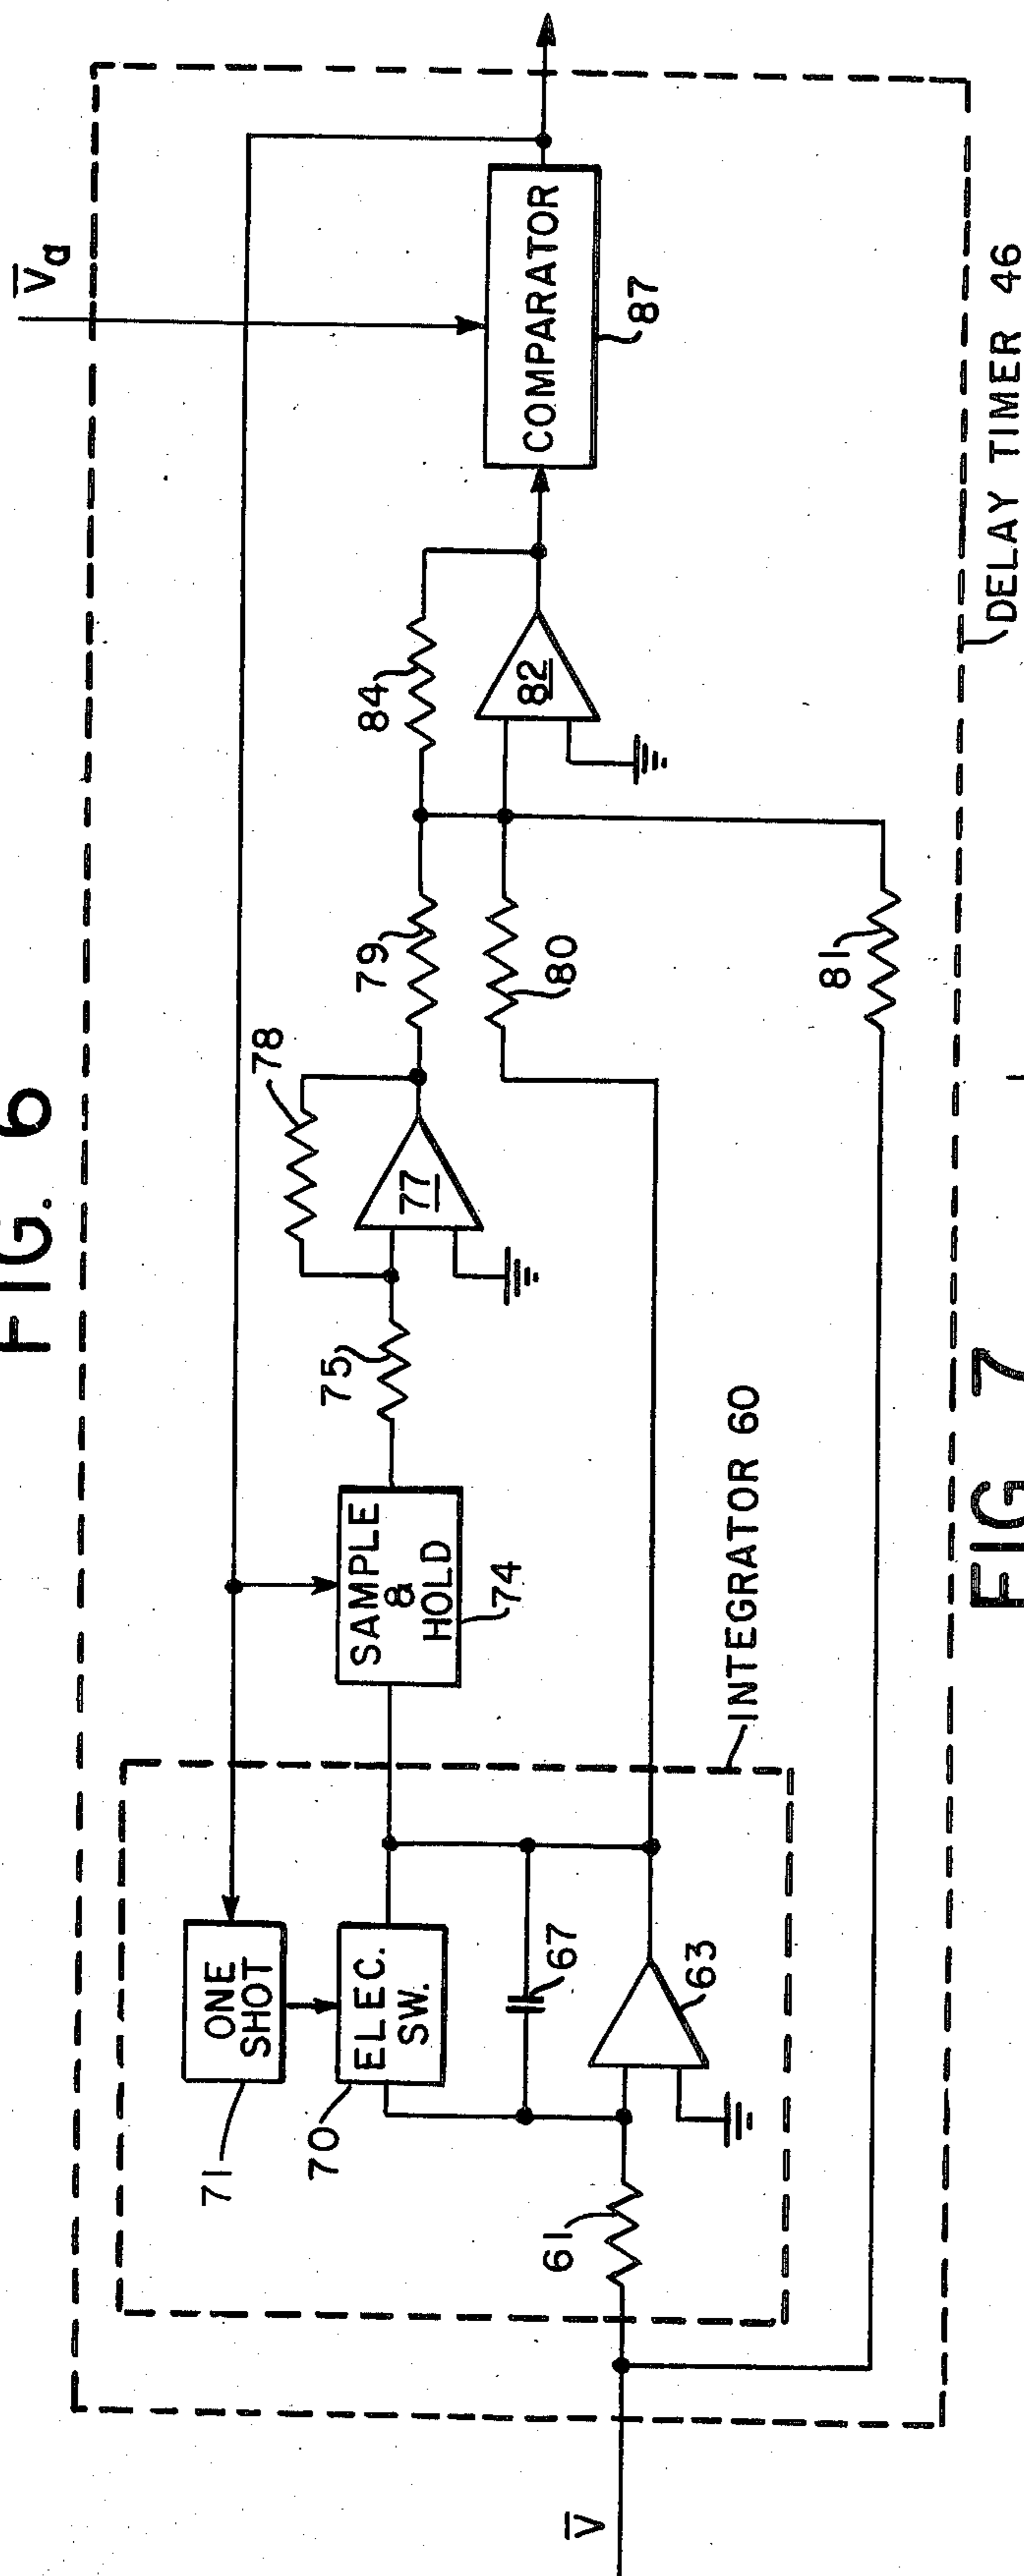 FIG. 6
V̅d
ONE
SHOT
71
ELEC.
SW.
70
67
63
61
V̅
SAMPLE
&
HOLD
74
75
77
78
79
80
81
82
84
COMPARATOR
87
INTEGRATOR 60
DELAY TIMER 46
FIG 7